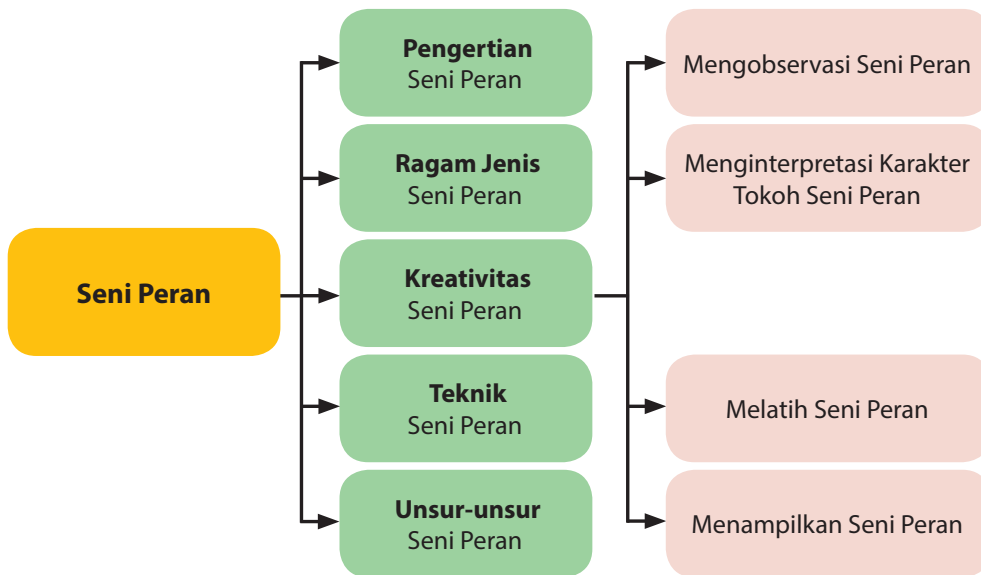 Seni Peran
Pengertian
Seni Peran
Ragam Jenis
Seni Peran
Kreativitas
Seni Peran
Teknik
Seni Peran
Unsur-unsur
Seni Peran
Mengobservasi Seni Peran
Menginterpretasi Karakter
Tokoh Seni Peran
Melatih Seni Peran
Menampilkan Seni Peran